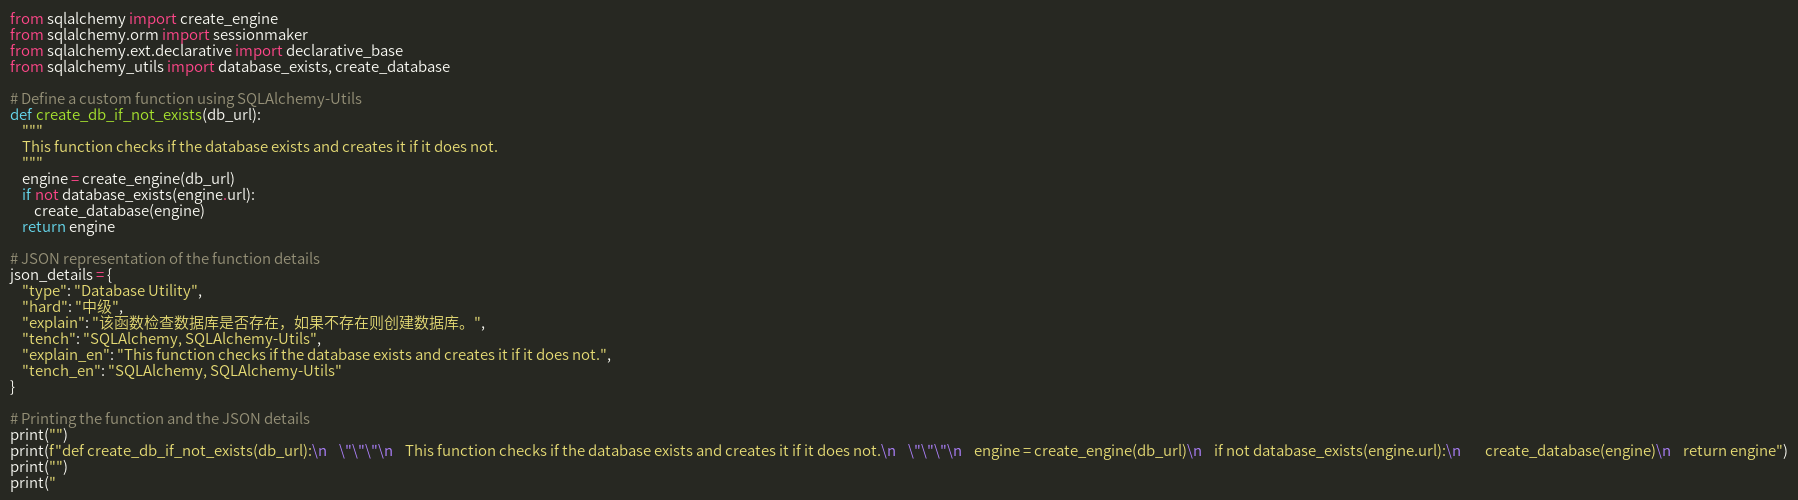 from sqlalchemy import create_engine
from sqlalchemy.orm import sessionmaker
from sqlalchemy.ext.declarative import declarative_base
from sqlalchemy_utils import database_exists, create_database

# Define a custom function using SQLAlchemy-Utils
def create_db_if_not_exists(db_url):
    """
    This function checks if the database exists and creates it if it does not.
    """
    engine = create_engine(db_url)
    if not database_exists(engine.url):
        create_database(engine)
    return engine

# JSON representation of the function details
json_details = {
    "type": "Database Utility",
    "hard": "中级",
    "explain": "该函数检查数据库是否存在，如果不存在则创建数据库。",
    "tench": "SQLAlchemy, SQLAlchemy-Utils",
    "explain_en": "This function checks if the database exists and creates it if it does not.",
    "tench_en": "SQLAlchemy, SQLAlchemy-Utils"
}

# Printing the function and the JSON details
print("")
print(f"def create_db_if_not_exists(db_url):\n    \"\"\"\n    This function checks if the database exists and creates it if it does not.\n    \"\"\"\n    engine = create_engine(db_url)\n    if not database_exists(engine.url):\n        create_database(engine)\n    return engine")
print("")
print("